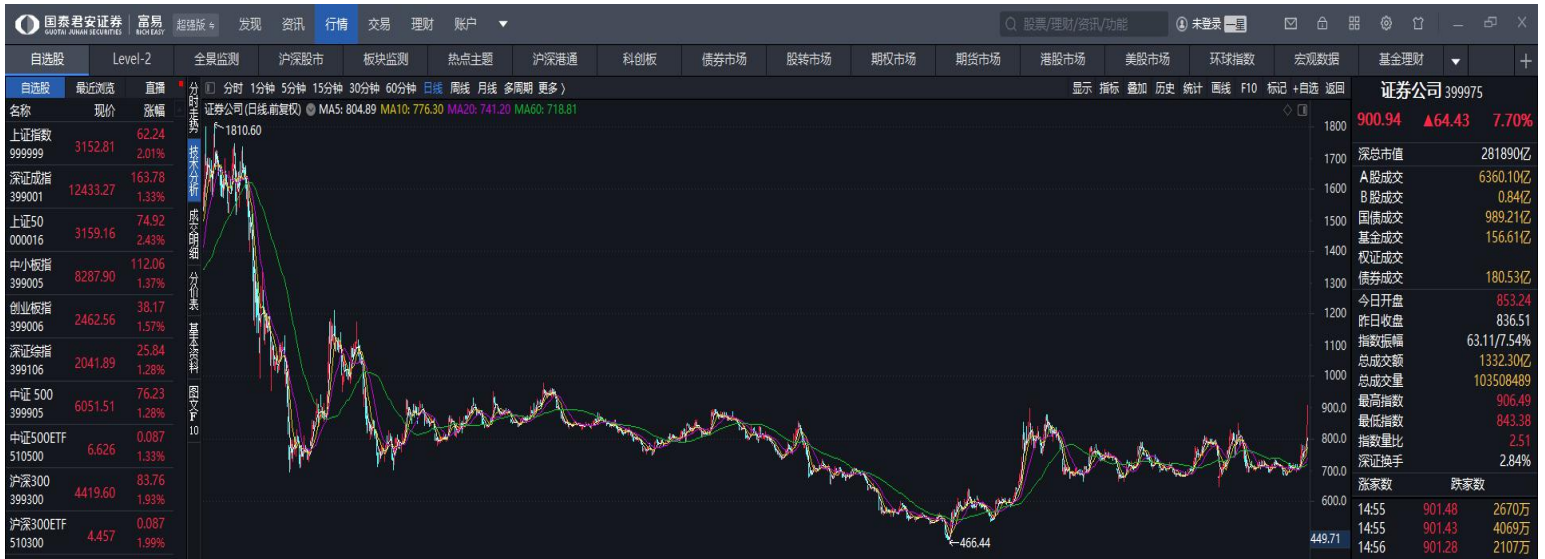 国泰君安证券 GUOTAI JUNAN SECURITIES 富易 RICH EASY 超强版 发现 资讯 行情 交易 理财 账户 ▼ 股票/理财/资讯/功能 未登录 一星
自选股 Level-2 全景监测 沪深股市 板块监测 热点主题 沪深港通 科创板 债券市场 股转市场 期权市场 期货市场 港股市场 美股市场 环球指数 宏观数据 基金理财 ▼ +
自选股 最近浏览 直播
名称 现价 涨幅
上证指数 999999 3152.81 62.24 2.01%
深证成指 399001 12433.27 163.78 1.33%
上证50 000016 3159.16 74.92 2.43%
中小板指 399005 8287.90 112.06 1.37%
创业板指 399006 2462.56 38.17 1.57%
深证综指 399106 2041.89 25.84 1.28%
中证 500 399905 6051.51 76.23 1.28%
中证500ETF 510500 6.626 0.087 1.33%
沪深300 399300 4419.60 83.76 1.93%
沪深300ETF 510300 4.457 0.087 1.99%
分时走势
技术分析
成交明细
分价表
基本资料
图文F10
分时 1分钟 5分钟 15分钟 30分钟 60分钟 日线 周线 月线 多周期 更多 〉 显示 指标 叠加 历史 统计 画线 F10 标记 +自选 返回
证券公司(日线.前复权) MA5: 804.89 MA10: 776.30 MA20: 741.20 MA60: 718.81
←1810.60
←466.44
1800
1700
1600
1500
1400
1300
1200
1100
1000
900.0
800.0
700.0
600.0
449.71
证券公司 399975
900.94 ▲64.43 7.70%
深总市值 281890亿
A股成交 6360.10亿
B股成交 0.84亿
国债成交 989.21亿
基金成交 156.61亿
权证成交
债券成交 180.53亿
今日开盘 853.24
昨日收盘 836.51
指数振幅 63.11/7.54%
总成交额 1332.30亿
总成交量 103508489
最高指数 906.49
最低指数 843.38
指数量比 2.51
深证换手 2.84%
涨家数 跌家数
14:55 901.48 2670万
14:55 901.43 4069万
14:56 901.28 2107万